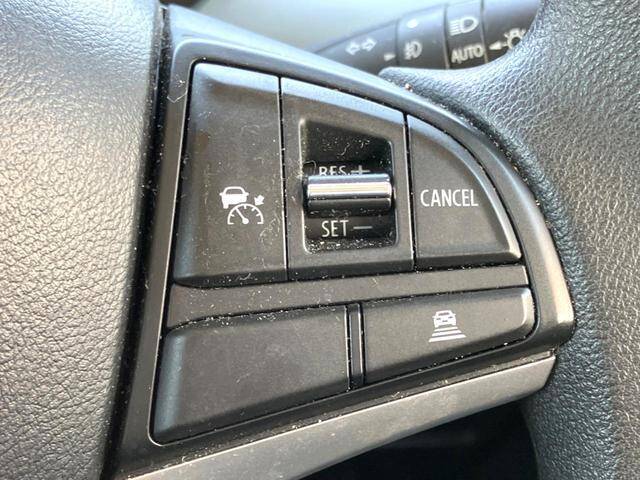 AUTO
RES +
CANCEL
SET —